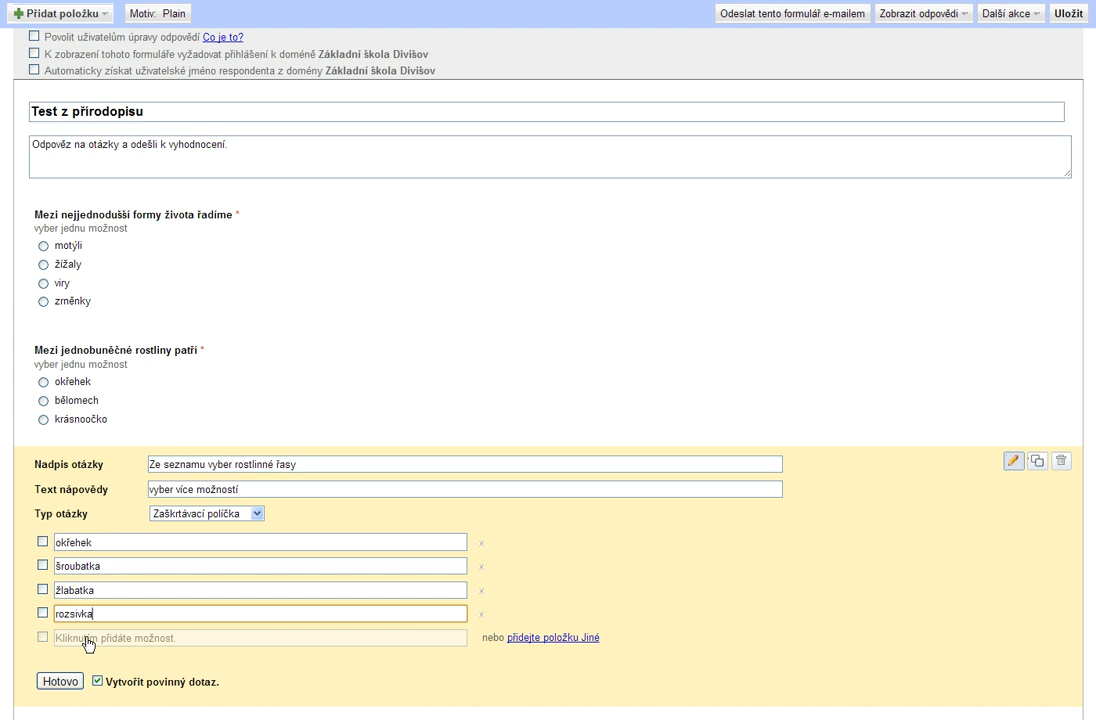 Přidat položku Motiv: Plain Odeslat tento formulář e-mailem Zobrazit odpovědi Další akce Uložit
Povolit uživatelům úpravy odpovědí Co je to?
K zobrazení tohoto formuláře vyžadovat přihlášení k doméně Základní škola Divišov
Automaticky získat uživatelské jméno respondenta z domény Základní škola Divišov
Test z přírodopisu
Odpověz na otázky a odešli k vyhodnocení.
Mezi nejjednodušší formy života řadíme *
vyber jednu možnost
motýli
žížaly
viry
zrněnky
Mezi jednobuněčné rostliny patří *
vyber jednu možnost
okřehek
bělomech
krásnoočko
Nadpis otázky Ze seznamu vyber rostlinné řasy
Text nápovědy vyber více možností
Typ otázky Zaškrtávací políčka
okřehek x
šroubatka x
žlabatka x
rozsivka x
Kliknutím přidáte možnost. nebo přidejte položku Jiné
Hotovo Vytvořit povinný dotaz.